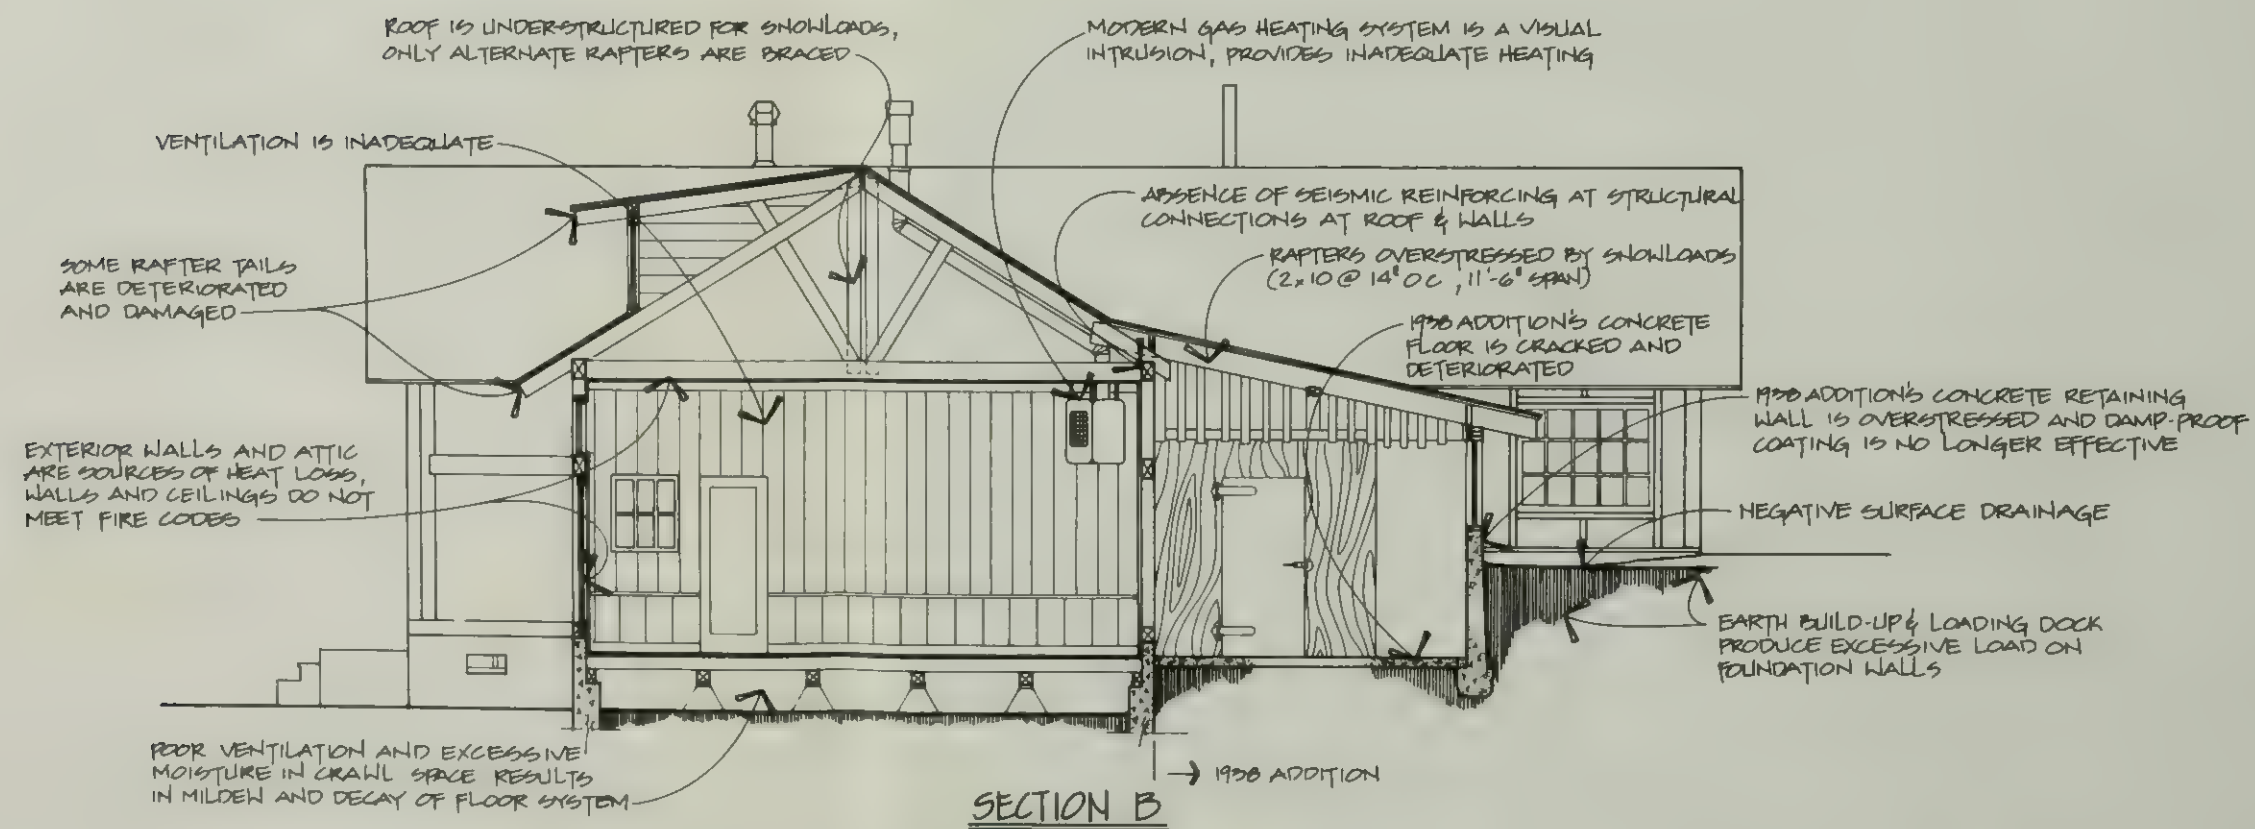 ROOF IS UNDERSTRUCTURED FOR SNOWLOADS,
ONLY ALTERNATE RAFTERS ARE BRACED
MODERN GAS HEATING SYSTEM IS A VISUAL
INTRUSION, PROVIDES INADEQUATE HEATING
VENTILATION IS INADEQUATE
ABSENCE OF SEISMIC REINFORCING AT STRUCTURAL
CONNECTIONS AT ROOF & WALLS
RAFTERS OVERSTRESSED BY SNOWLOADS
(2x10 @ 14" OC, 11'-6" SPAN)
SOME RAFTER TAILS
ARE DETERIORATED
AND DAMAGED
1938 ADDITION'S CONCRETE
FLOOR IS CRACKED AND
DETERIORATED
1938 ADDITION'S CONCRETE RETAINING
WALL IS OVERSTRESSED AND DAMP-PROOF
COATING IS NO LONGER EFFECTIVE
EXTERIOR WALLS AND ATTIC
ARE SOURCES OF HEAT LOSS,
WALLS AND CEILINGS DO NOT
MEET FIRE CODES
NEGATIVE SURFACE DRAINAGE
EARTH BUILD-UP & LOADING DOCK
PRODUCE EXCESSIVE LOAD ON
FOUNDATION WALLS
POOR VENTILATION AND EXCESSIVE
MOISTURE IN CRAWL SPACE RESULTS
IN MILDEW AND DECAY OF FLOOR SYSTEM
→ 1938 ADDITION
SECTION B